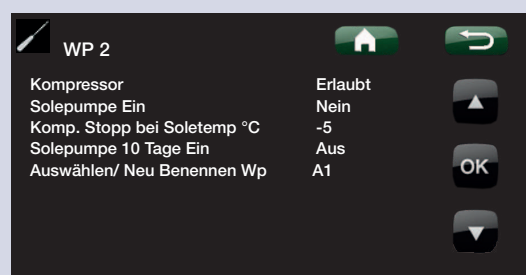 WP 2
Kompressor Erlaubt
Solepumpe Ein Nein
Komp. Stopp bei Soletemp °C -5
Solepumpe 10 Tage Ein Aus
Auswählen/ Neu Benennen Wp A1
OK